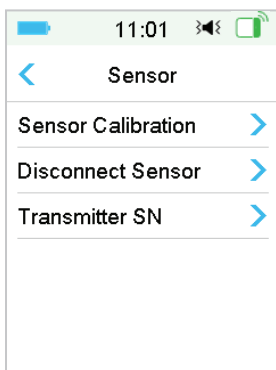 11:01
Sensor
Sensor Calibration
Disconnect Sensor
Transmitter SN